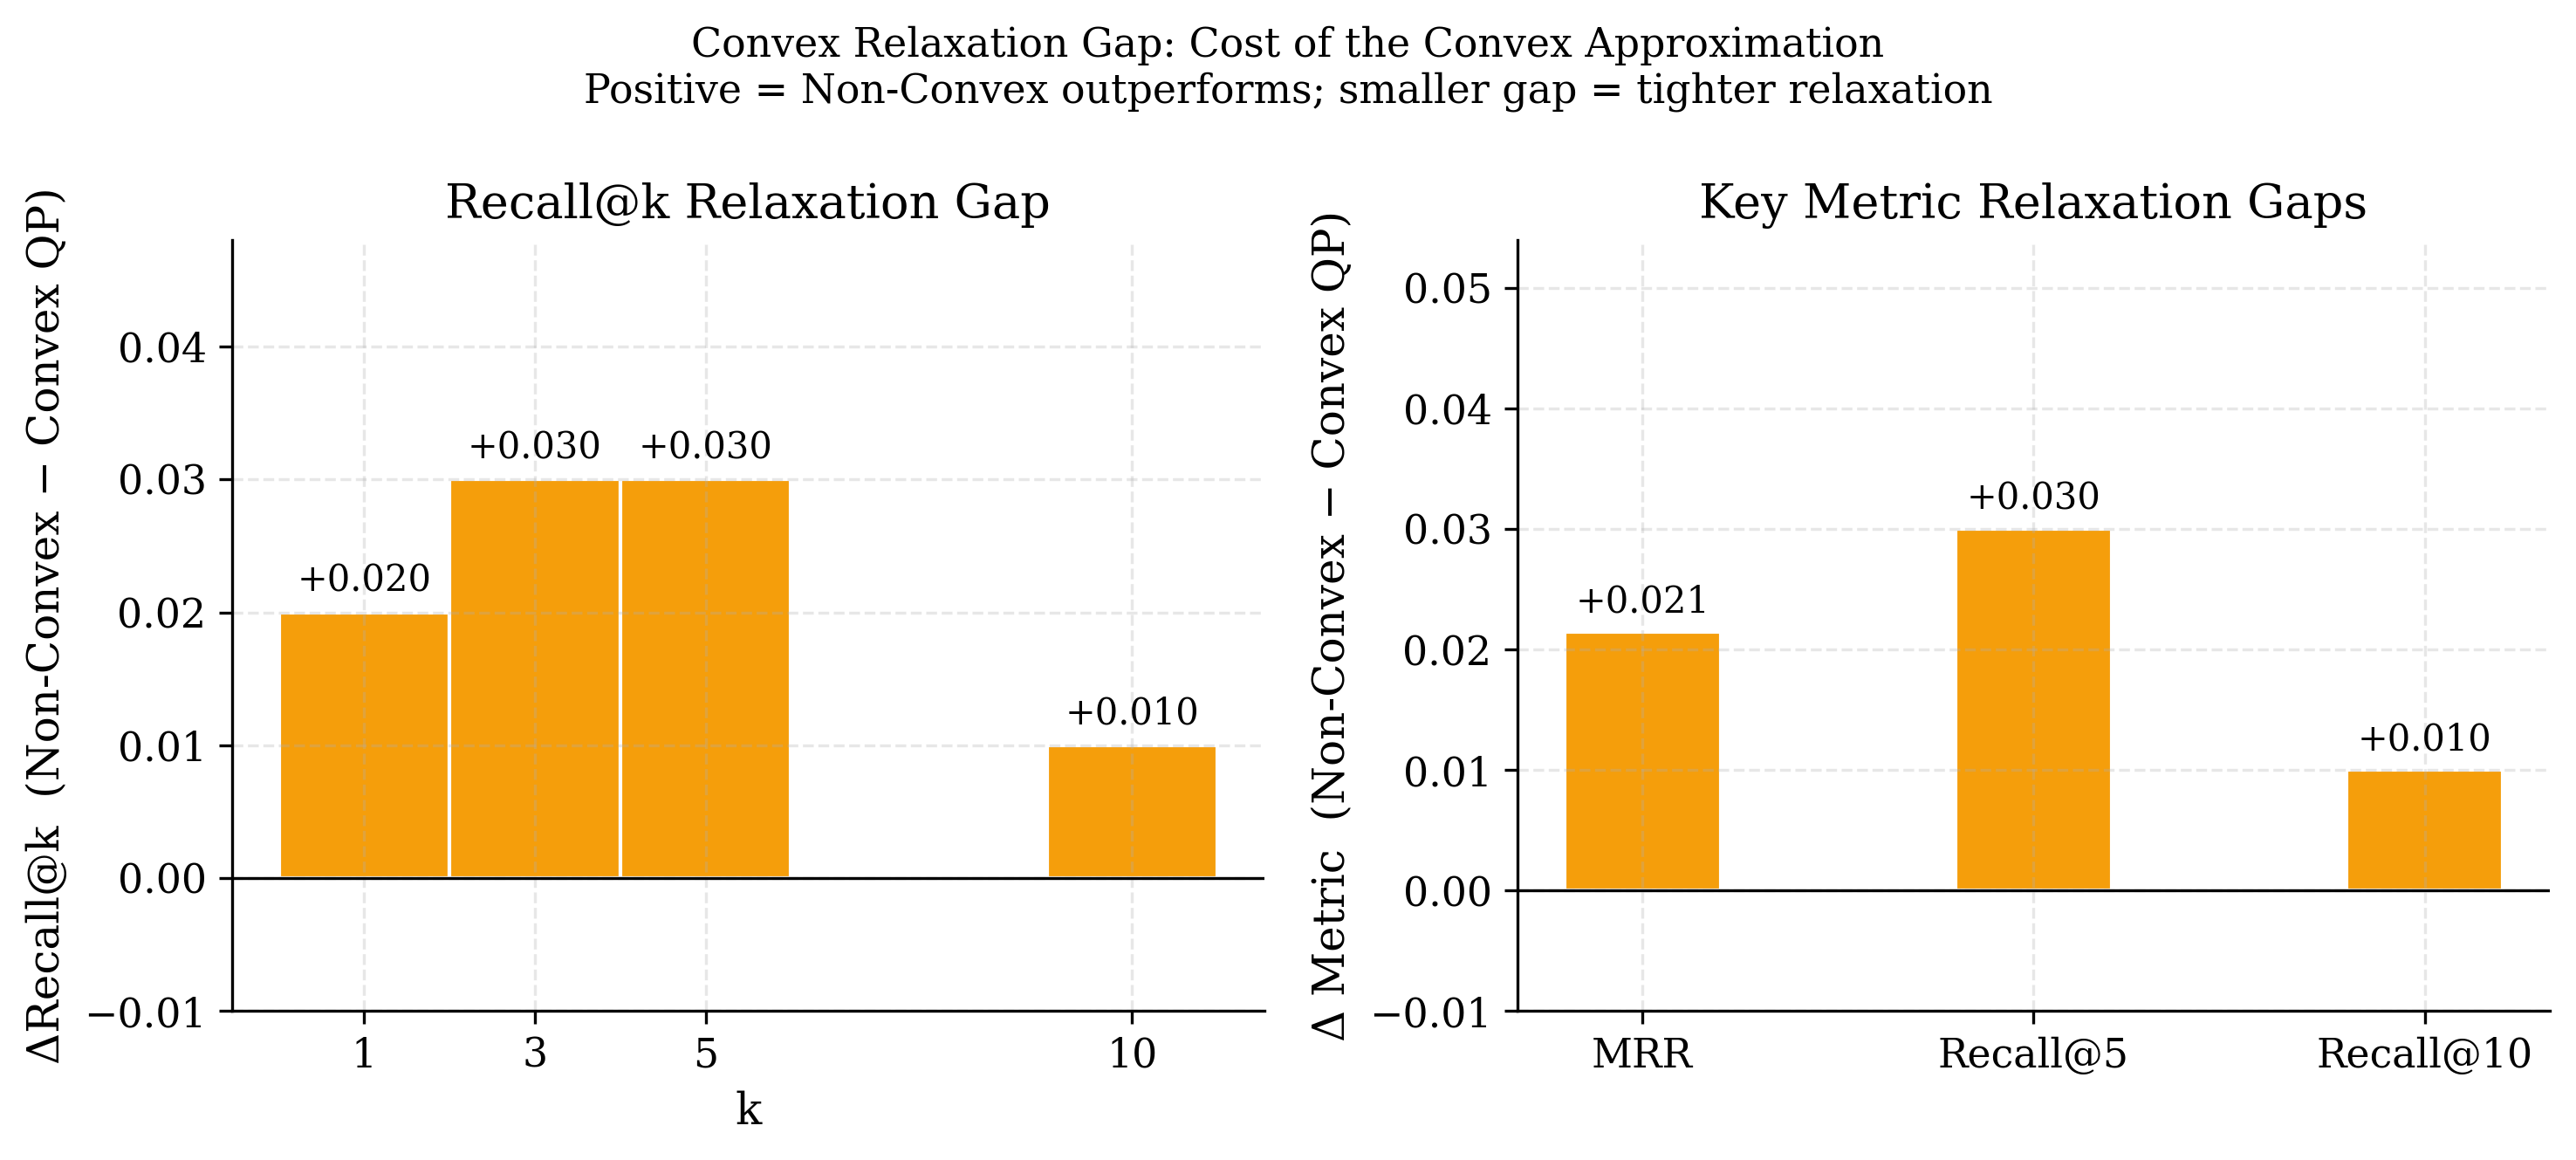 Convex Relaxation Gap: Cost of the Convex Approximation
Positive = Non-Convex outperforms; smaller gap = tighter relaxation
Recall@k Relaxation Gap
ΔRecall@k (Non-Convex − Convex QP)
0.04
0.03
0.02
0.01
0.00
−0.01
+0.020
+0.030
+0.030
+0.010
1
3
5
10
k
Key Metric Relaxation Gaps
Δ Metric (Non-Convex − Convex QP)
0.05
0.04
0.03
0.02
0.01
0.00
−0.01
+0.021
+0.030
+0.010
MRR
Recall@5
Recall@10